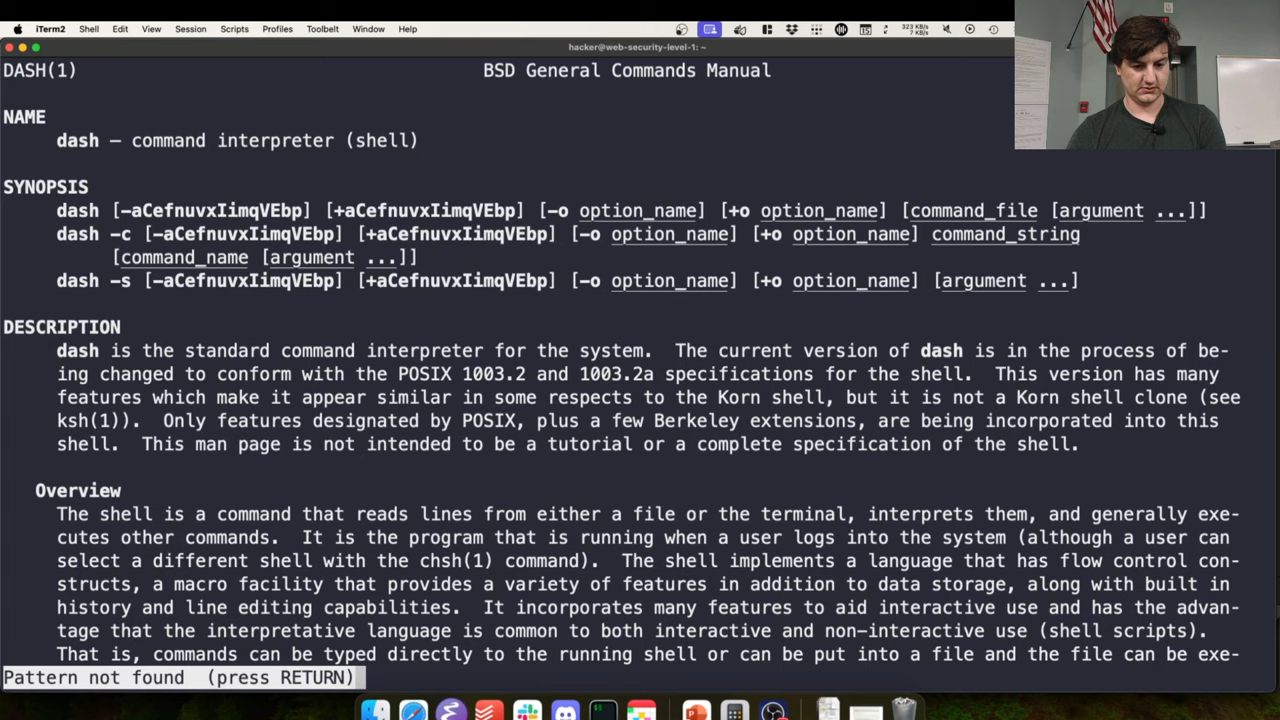 iTerm2 Shell Edit View Session Scripts Profiles Toolbelt Window Help 323 KB/s
7 KB/s
hacker@web-security-level-1: ~
DASH(1) BSD General Commands Manual
NAME
dash — command interpreter (shell)
SYNOPSIS
dash [-aCefnuvxIimqVEbp] [+aCefnuvxIimqVEbp] [-o option_name] [+o option_name] [command_file [argument ...]]
dash -c [-aCefnuvxIimqVEbp] [+aCefnuvxIimqVEbp] [-o option_name] [+o option_name] command_string
[command_name [argument ...]]
dash -s [-aCefnuvxIimqVEbp] [+aCefnuvxIimqVEbp] [-o option_name] [+o option_name] [argument ...]
DESCRIPTION
dash is the standard command interpreter for the system. The current version of dash is in the process of be-
ing changed to conform with the POSIX 1003.2 and 1003.2a specifications for the shell. This version has many
features which make it appear similar in some respects to the Korn shell, but it is not a Korn shell clone (see
ksh(1)). Only features designated by POSIX, plus a few Berkeley extensions, are being incorporated into this
shell. This man page is not intended to be a tutorial or a complete specification of the shell.
Overview
The shell is a command that reads lines from either a file or the terminal, interprets them, and generally exe-
cutes other commands. It is the program that is running when a user logs into the system (although a user can
select a different shell with the chsh(1) command). The shell implements a language that has flow control con-
structs, a macro facility that provides a variety of features in addition to data storage, along with built in
history and line editing capabilities. It incorporates many features to aid interactive use and has the advan-
tage that the interpretative language is common to both interactive and non-interactive use (shell scripts).
That is, commands can be typed directly to the running shell or can be put into a file and the file can be exe-
Pattern not found (press RETURN)